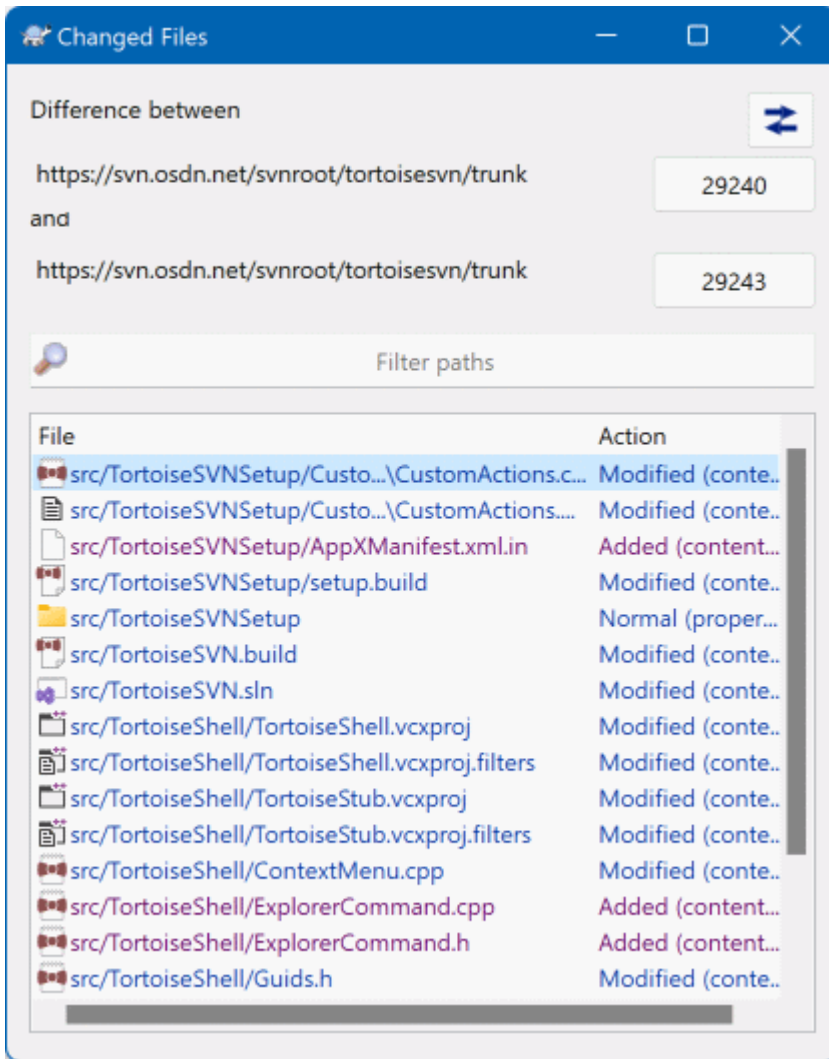 Changed Files
Difference between
https://svn.osdn.net/svnroot/tortoisesvn/trunk 29240
and
https://svn.osdn.net/svnroot/tortoisesvn/trunk 29243
Filter paths
File Action
src/TortoiseSVNSetup/Custo...\CustomActions.c... Modified (conte..
src/TortoiseSVNSetup/Custo...\CustomActions.... Modified (conte..
src/TortoiseSVNSetup/AppXManifest.xml.in Added (content...
src/TortoiseSVNSetup/setup.build Modified (conte..
src/TortoiseSVNSetup Normal (proper...
src/TortoiseSVN.build Modified (conte..
src/TortoiseSVN.sln Modified (conte..
src/TortoiseShell/TortoiseShell.vcxproj Modified (conte..
src/TortoiseShell/TortoiseShell.vcxproj.filters Modified (conte..
src/TortoiseShell/TortoiseStub.vcxproj Modified (conte..
src/TortoiseShell/TortoiseStub.vcxproj.filters Modified (conte..
src/TortoiseShell/ContextMenu.cpp Modified (conte..
src/TortoiseShell/ExplorerCommand.cpp Added (content...
src/TortoiseShell/ExplorerCommand.h Added (content...
src/TortoiseShell/Guids.h Modified (conte..